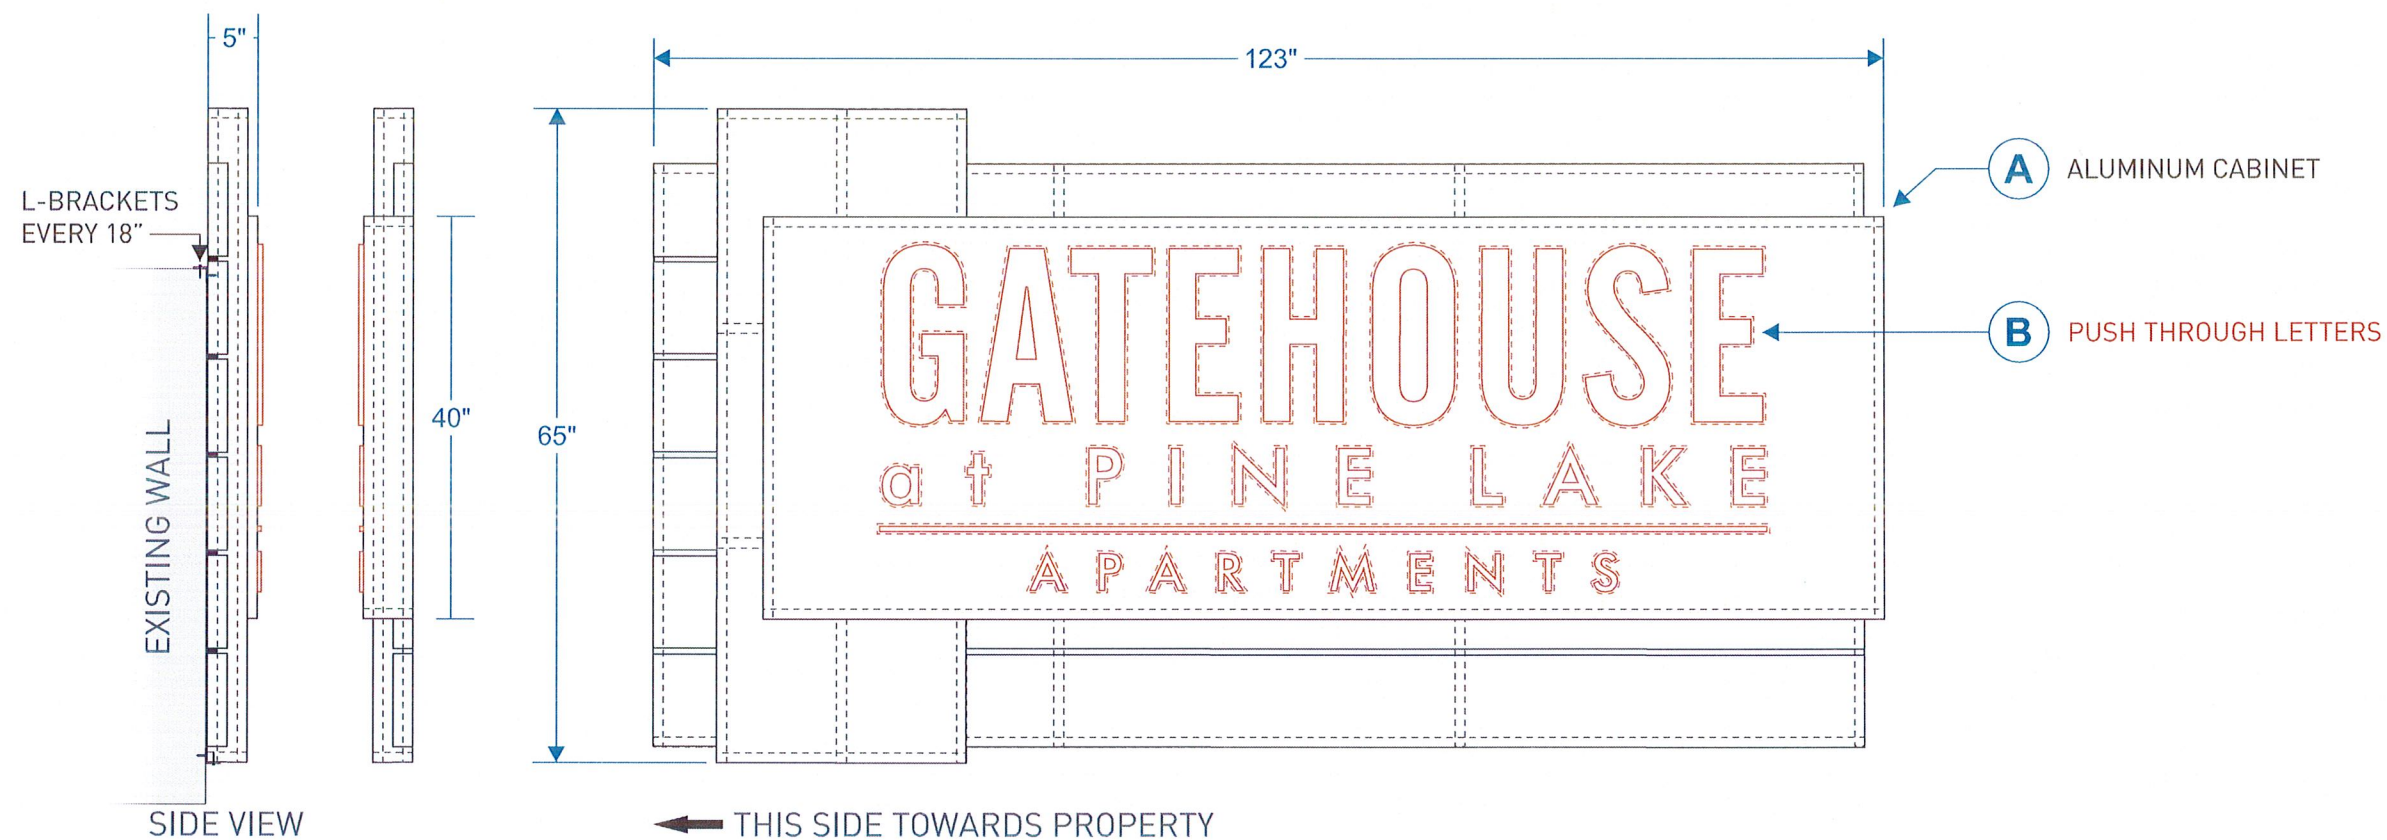 5"
123"
A ALUMINUM CABINET
L-BRACKETS
EVERY 18”
GATEHOUSE
B PUSH THROUGH LETTERS
40"
65"
at PINE LAKE
EXISTING WALL
APARTMENTS
SIDE VIEW
THIS SIDE TOWARDS PROPERTY